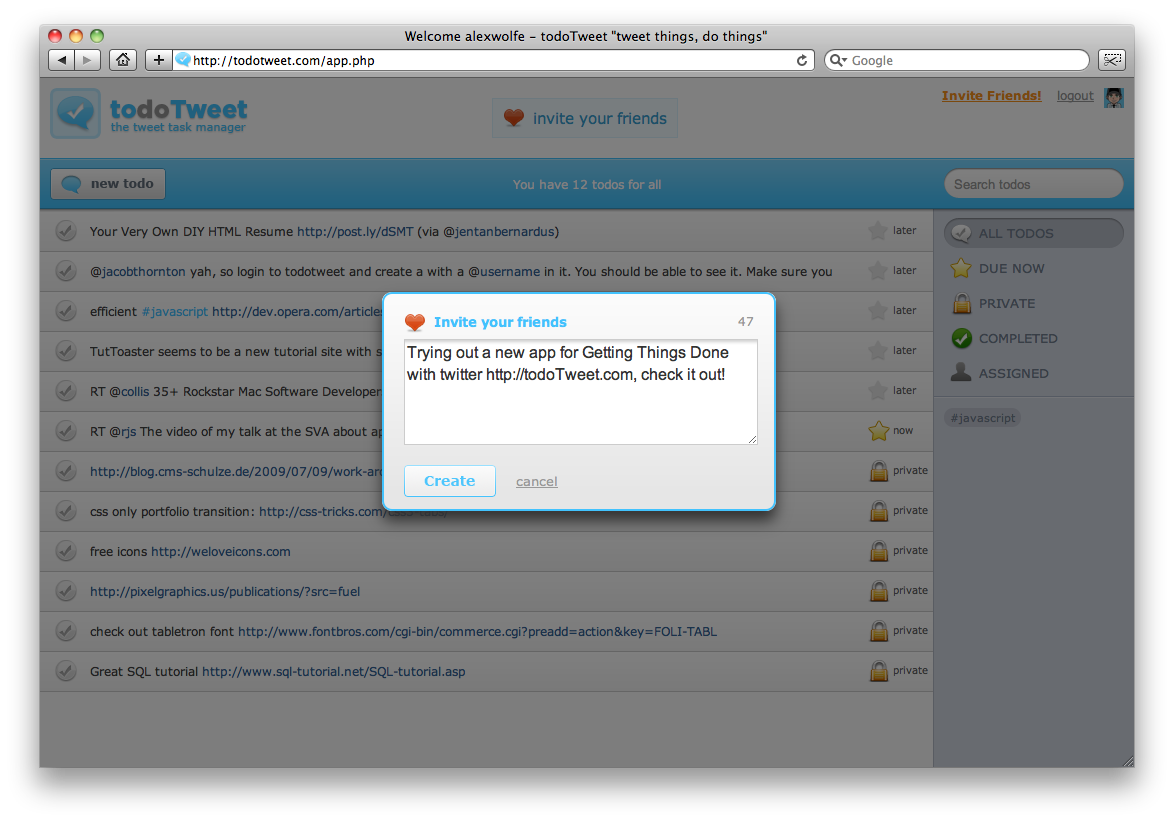 Welcome alexwolfe – todoTweet "tweet things, do things"
http://todotweet.com/app.php
Google
todoTweet
the tweet task manager
invite your friends
Invite Friends!
logout
new todo
You have 12 todos for all
Search todos
Your Very Own DIY HTML Resume http://post.ly/dSMT (via @jentanbernardus)
later
@jacobthornton yah, so login to todotweet and create a with a @username in it. You should be able to see it. Make sure you
later
efficient #javascript http://dev.opera.com/articles
later
TutToaster seems to be a new tutorial site with
later
RT @collis 35+ Rockstar Mac Software Developer
later
RT @rjs The video of my talk at the SVA about
now
http://blog.cms-schulze.de/2009/07/09/work-
private
css only portfolio transition: http://css-tricks.com/
private
free icons http://weloveicons.com
private
http://pixelgraphics.us/publications/?src=fuel
private
check out tabletron font http://www.fontbros.com/cgi-bin/commerce.cgi?preadd=action&key=FOLI-TABL
private
Great SQL tutorial http://www.sql-tutorial.net/SQL-tutorial.asp
private
ALL TODOS
DUE NOW
PRIVATE
COMPLETED
ASSIGNED
#javascript
Invite your friends
47
Trying out a new app for Getting Things Done
with twitter http://todoTweet.com, check it out!
Create
cancel